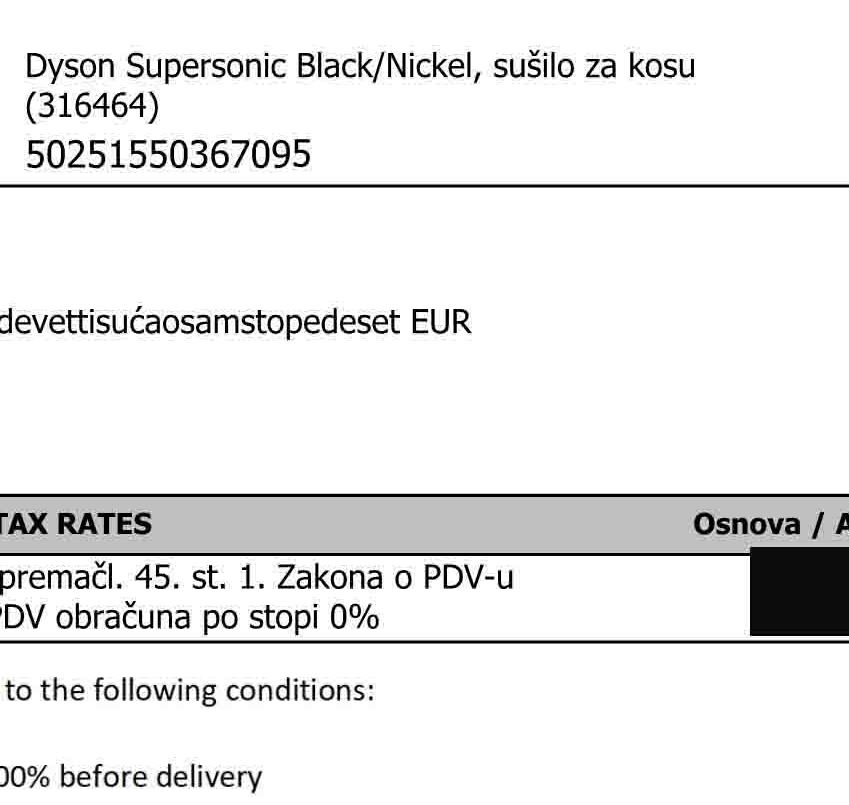 Dyson Supersonic Black/Nickel, sušilo za kosu
(316464)
50251550367095
devettisućaosamstopedeset EUR
TAX RATES
Osnova / A
premačl. 45. st. 1. Zakona o PDV-u
PDV obračuna po stopi 0%
to the following conditions:
00% before delivery